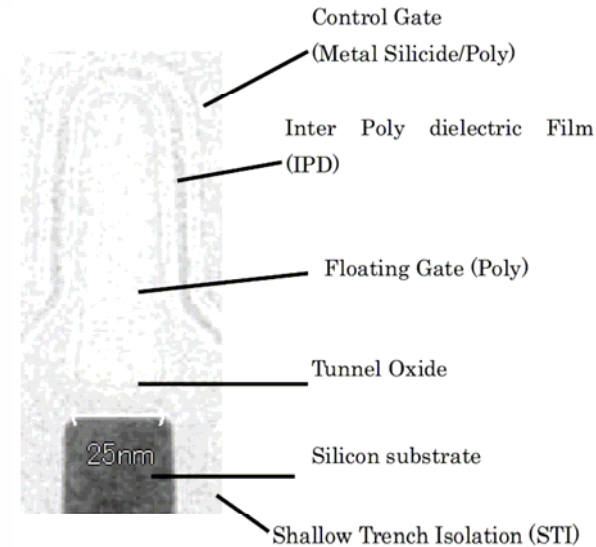 Control Gate
(Metal Silicide/Poly)
Inter Poly dielectric Film
(IPD)
Floating Gate (Poly)
Tunnel Oxide
25nm
Silicon substrate
Shallow Trench Isolation (STI)